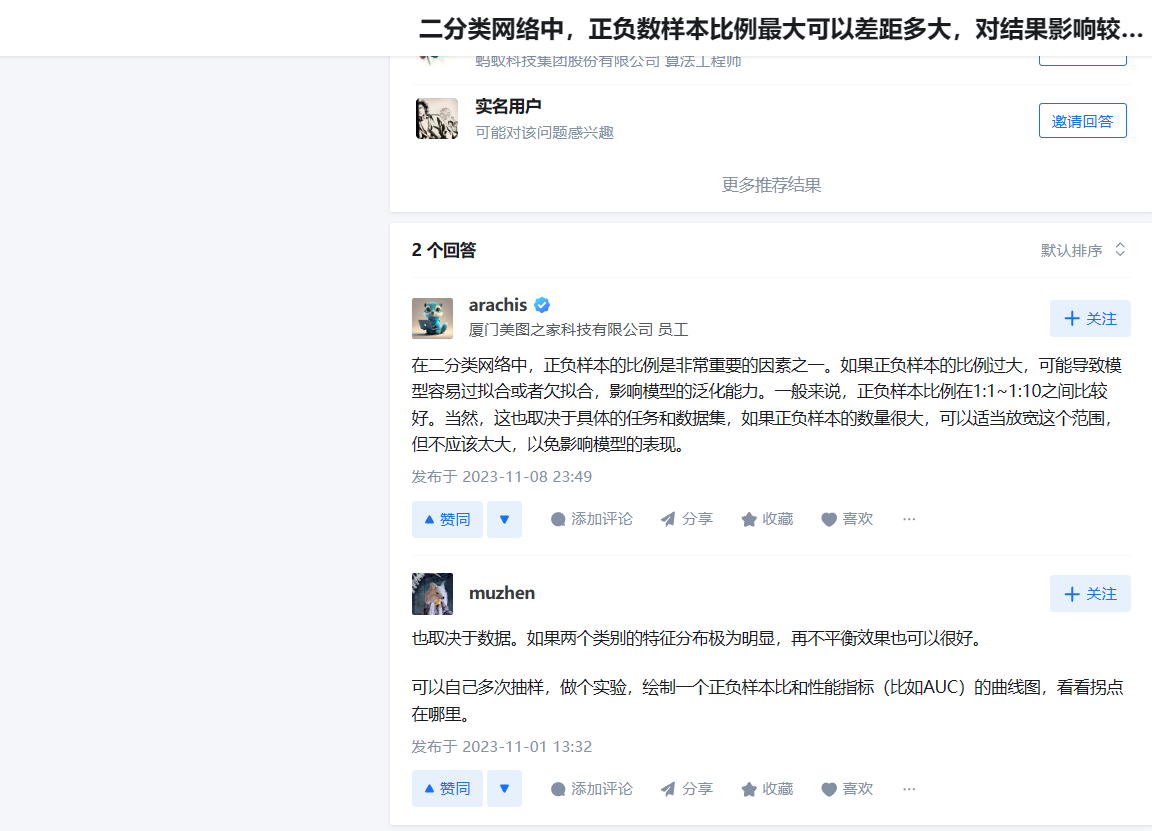 二分类网络中，正负数样本比例最大可以差距多大，对结果影响较...
蚂蚁科技集团股份有限公司 算法工程师
实名用户
可能对该问题感兴趣
邀请回答
更多推荐结果
2 个回答
默认排序
arachis
厦门美图之家科技有限公司 员工
关注
在二分类网络中，正负样本的比例是非常重要的因素之一。如果正负样本的比例过大，可能导致模
型容易过拟合或者欠拟合，影响模型的泛化能力。一般来说，正负样本比例在1:1~1:10之间比较
好。当然，这也取决于具体的任务和数据集，如果正负样本的数量很大，可以适当放宽这个范围，
但不应该太大，以免影响模型的表现。
发布于 2023-11-08 23:49
赞同 添加评论 分享 收藏 喜欢 ...
muzhen
关注
也取决于数据。如果两个类别的特征分布极为明显，再不平衡效果也可以很好。
可以自己多次抽样，做个实验，绘制一个正负样本比和性能指标（比如AUC）的曲线图，看看拐点
在哪里。
发布于 2023-11-01 13:32
赞同 添加评论 分享 收藏 喜欢 ...